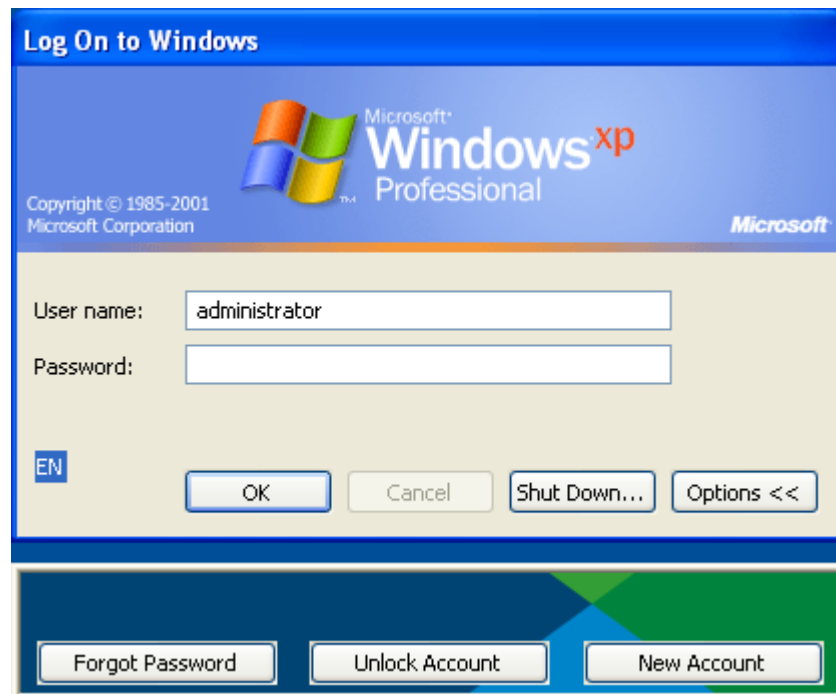 Log On to Windows
Microsoft®
Windows xp
Professional
TM
Copyright © 1985-2001
Microsoft Corporation
Microsoft
User name: administrator
Password:
EN
OK Cancel Shut Down... Options <<
Forgot Password Unlock Account New Account